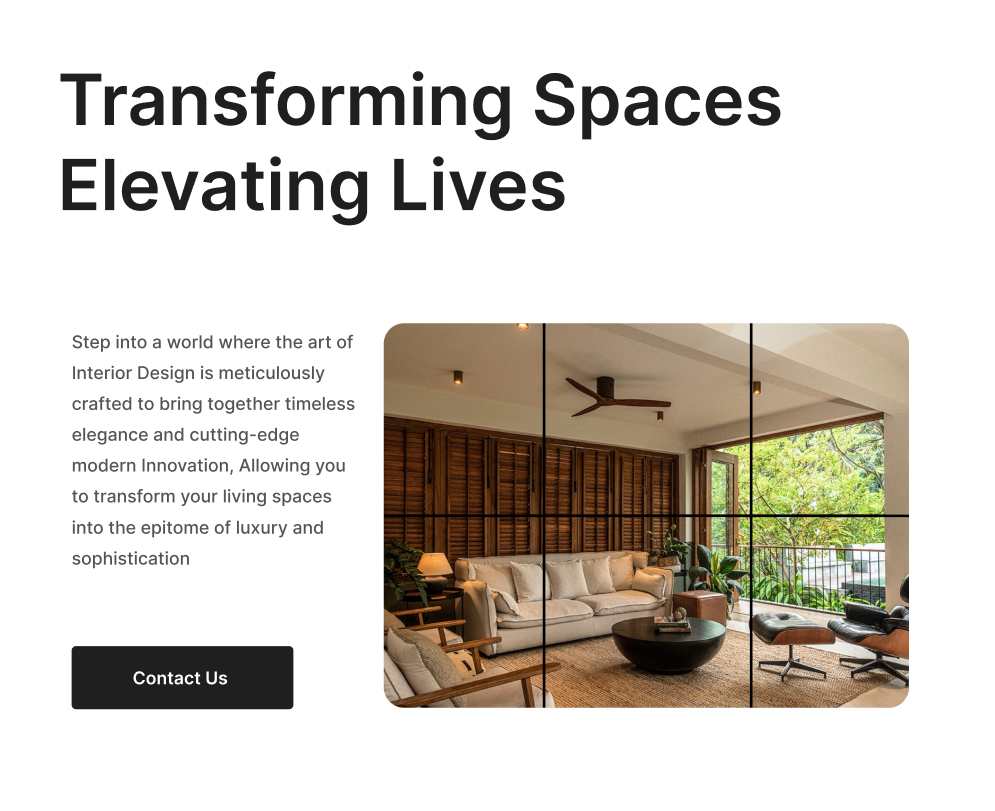 Transforming Spaces
Elevating Lives
Step into a world where the art of
Interior Design is meticulously
crafted to bring together timeless
elegance and cutting-edge
modern Innovation, Allowing you
to transform your living spaces
into the epitome of luxury and
sophistication
Contact Us